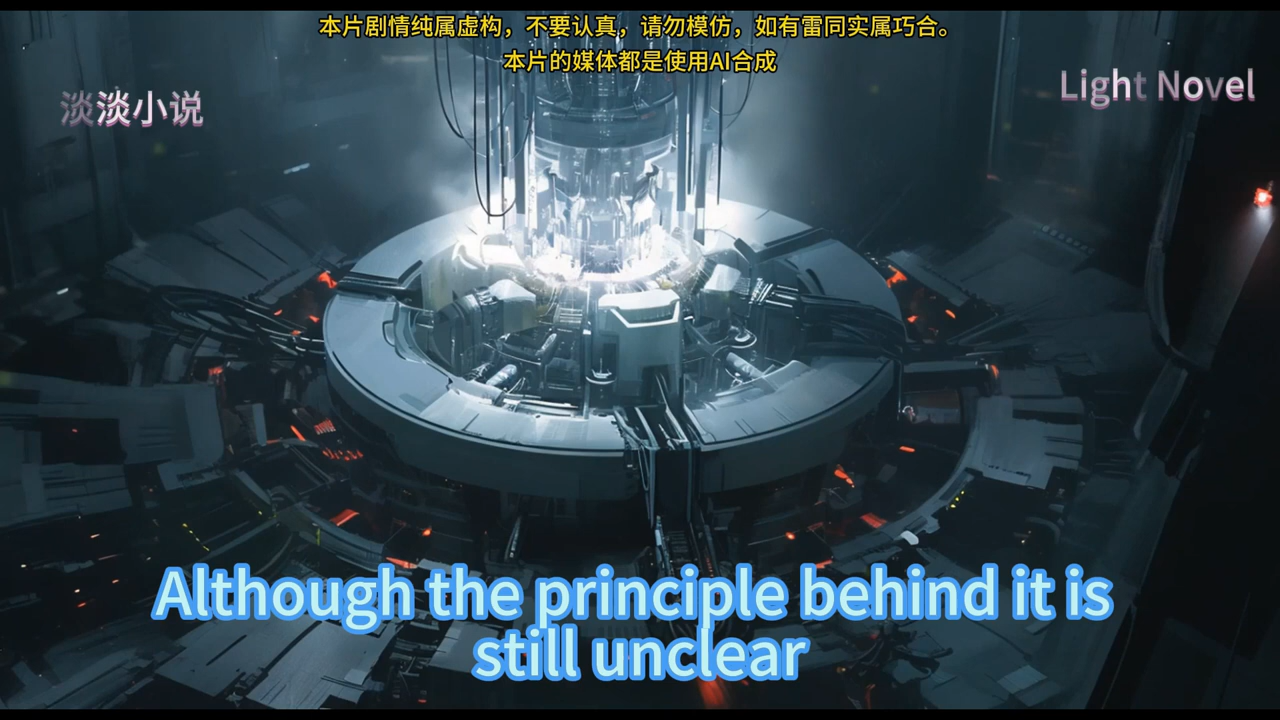 本片剧情纯属虚构，不要认真，请勿模仿，如有雷同实属巧合。
本片的媒体都是使用AI合成
淡淡小说
Light Novel
Although the principle behind it is
still unclear